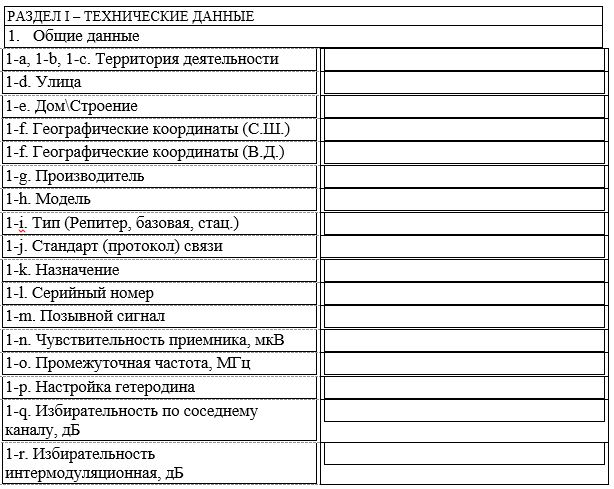 РАЗДЕЛ I – ТЕХНИЧЕСКИЕ ДАННЫЕ
1. Общие данные
1-a, 1-b, 1-c. Территория деятельности
1-d. Улица
1-e. Дом\Строение
1-f. Географические координаты (С.Ш.)
1-f. Географические координаты (В.Д.)
1-g. Производитель
1-h. Модель
1-i. Тип (Репитер, базовая, стац.)
1-j. Стандарт (протокол) связи
1-k. Назначение
1-l. Серийный номер
1-m. Позывной сигнал
1-n. Чувствительность приемника, мкВ
1-o. Промежуточная частота, МГц
1-p. Настройка гетеродина
1-q. Избирательность по соседнему
каналу, дБ
1-r. Избирательность
интермодуляционная, дБ